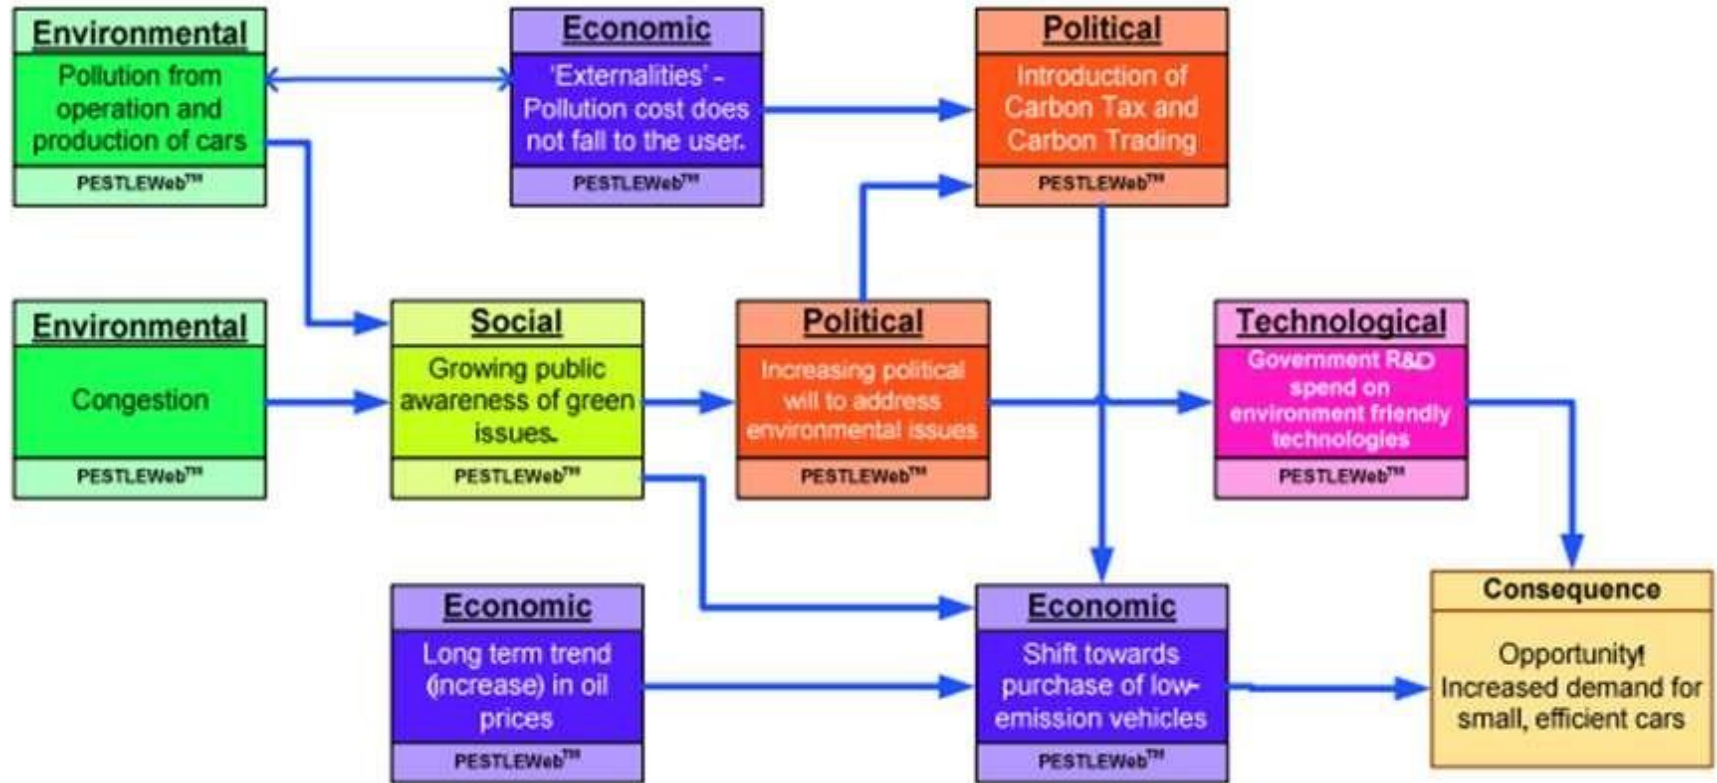 Environmental
Pollution from
operation and
production of cars
PESTLEWeb™
Economic
'Externalities' -
Pollution cost does
not fall to the user.
PESTLEWeb™
Political
Introduction of
Carbon Tax and
Carbon Trading
PESTLEWeb™
Environmental
Congestion
PESTLEWeb™
Social
Growing public
awareness of green
issues.
PESTLEWeb™
Political
Increasing political
will to address
environmental issues
PESTLEWeb™
Technological
Government R&D
spend on
environment friendly
technologies
PESTLEWeb™
Economic
Long term trend
(increase) in oil
prices
PESTLEWeb™
Economic
Shift towards
purchase of low-
emission vehicles
PESTLEWeb™
Consequence
Opportunity!
Increased demand for
small, efficient cars